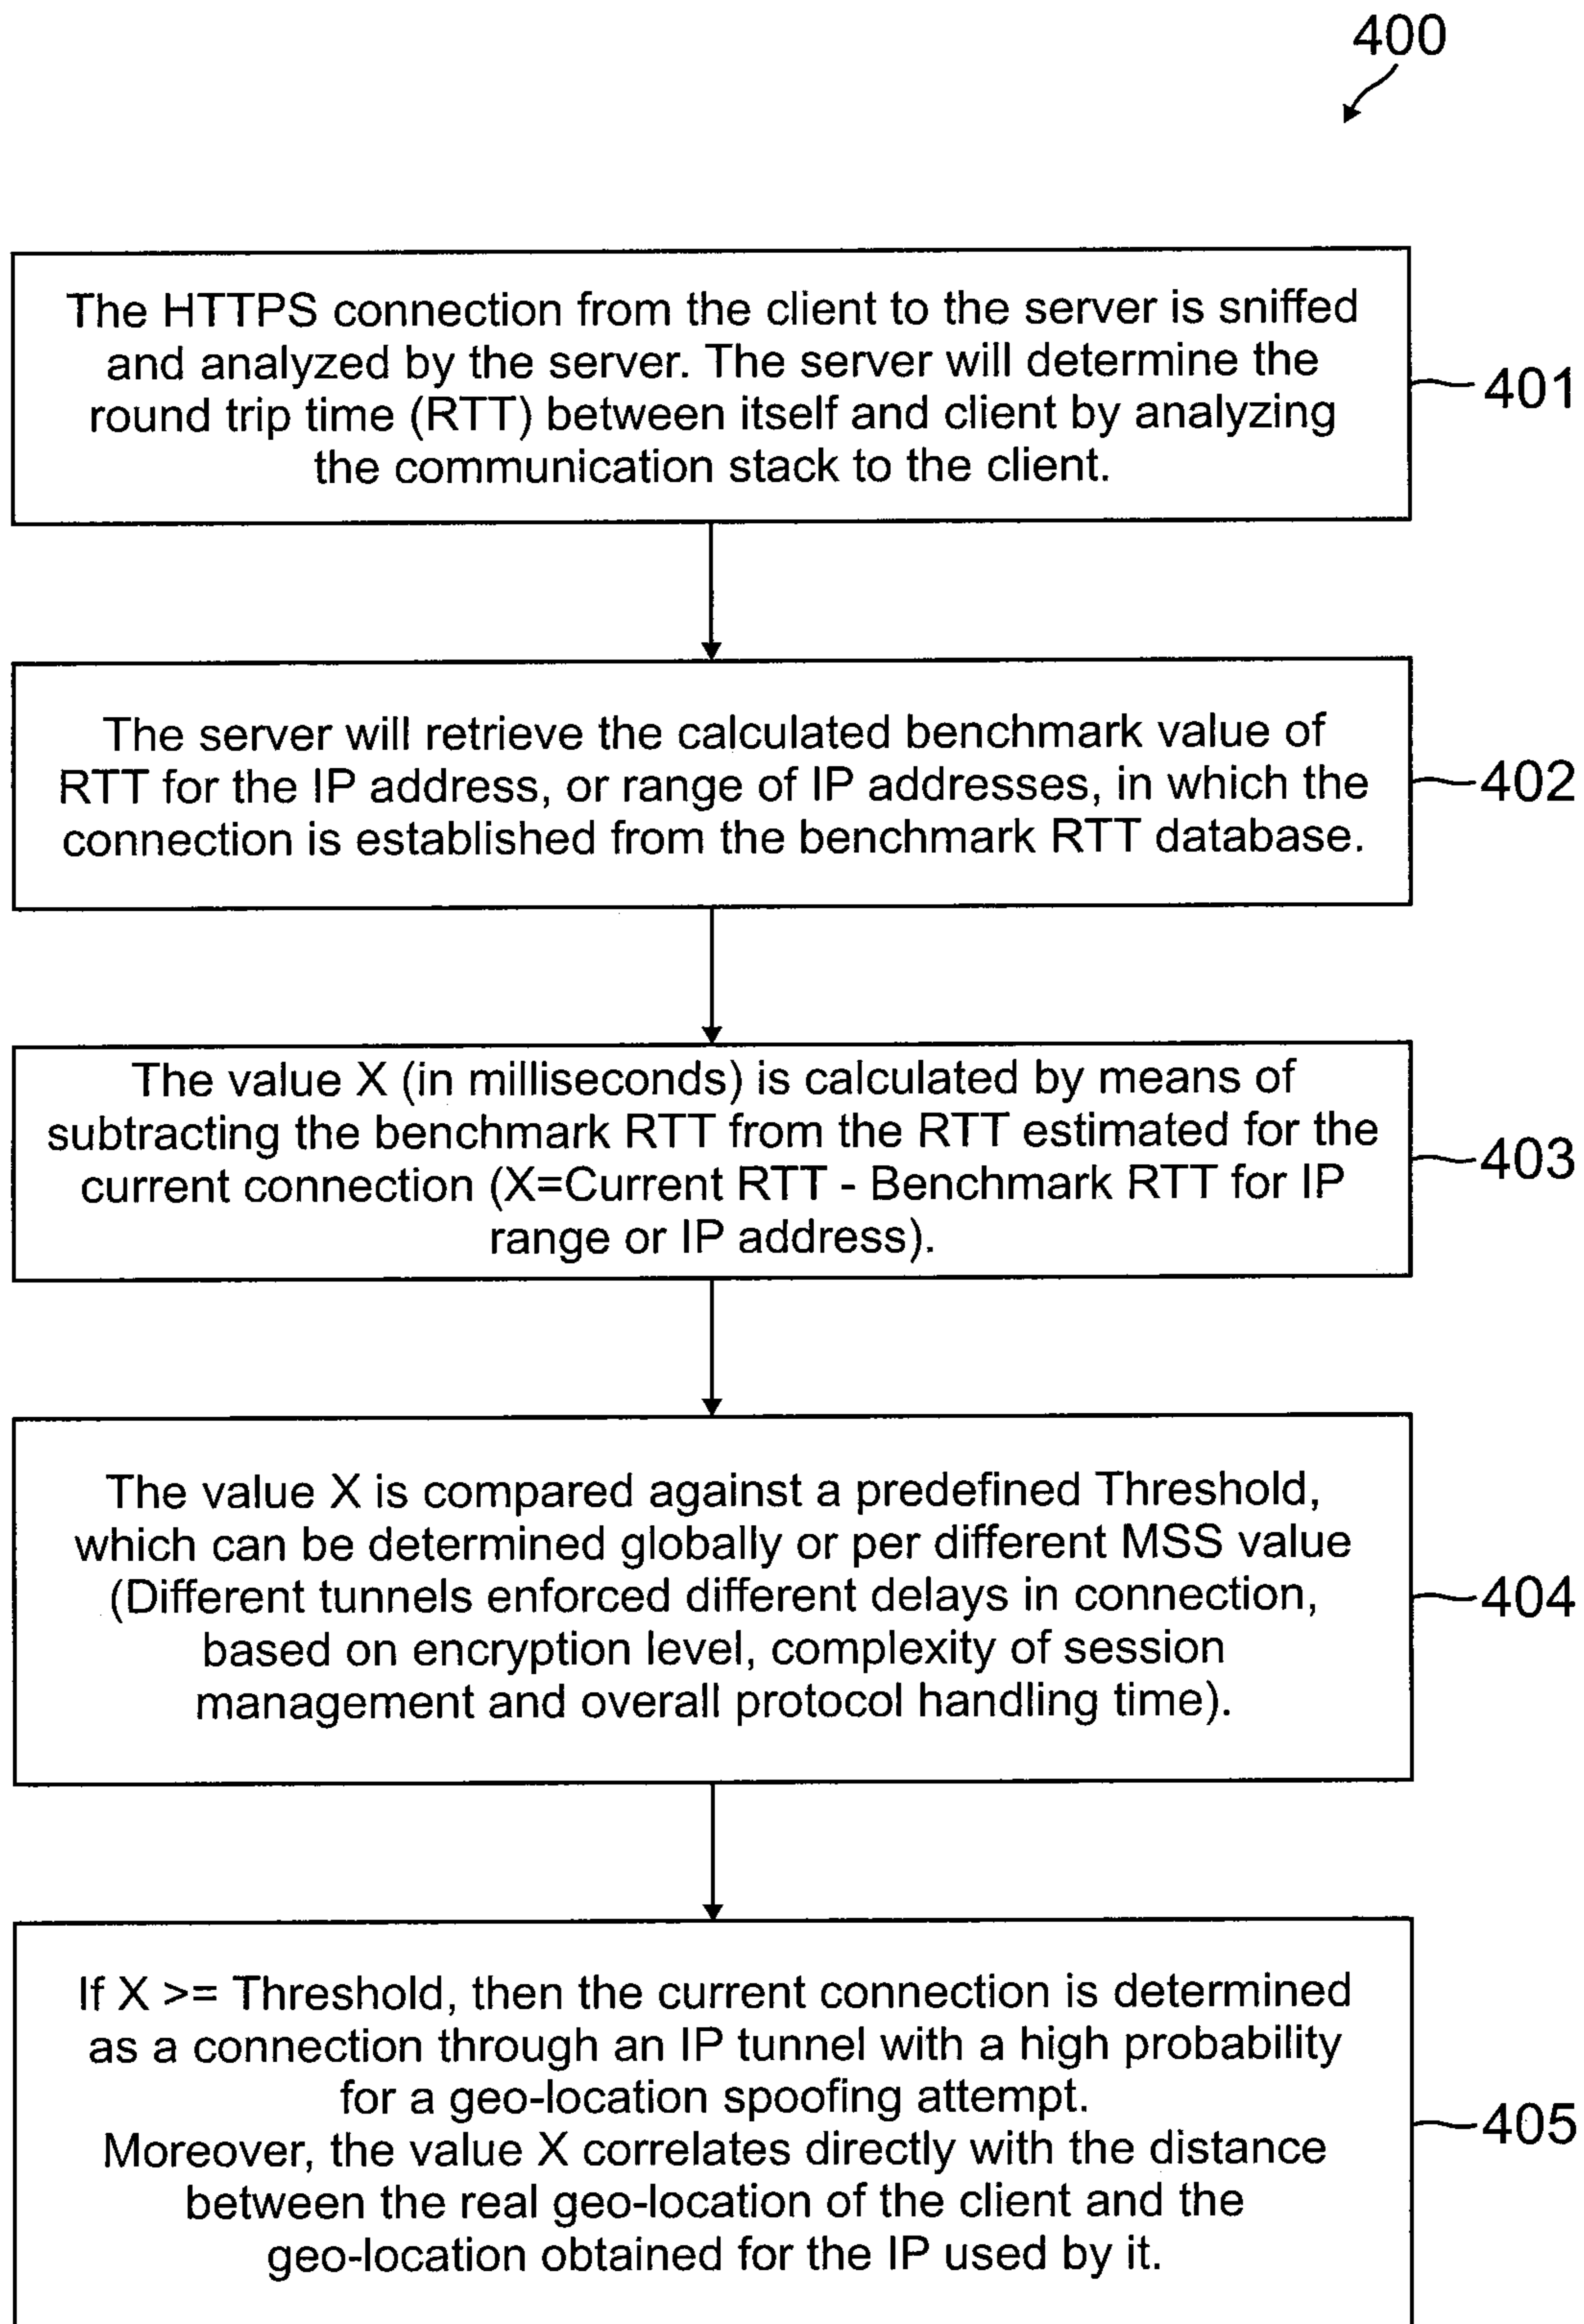 400
The HTTPS connection from the client to the server is sniffed
and analyzed by the server. The server will determine the
round trip time (RTT) between itself and client by analyzing
the communication stack to the client.
401
The server will retrieve the calculated benchmark value of
RTT for the IP address, or range of IP addresses, in which the
connection is established from the benchmark RTT database.
402
The value X (in milliseconds) is calculated by means of
subtracting the benchmark RTT from the RTT estimated for the
current connection (X=Current RTT - Benchmark RTT for IP
range or IP address).
403
The value X is compared against a predefined Threshold,
which can be determined globally or per different MSS value
(Different tunnels enforced different delays in connection,
based on encryption level, complexity of session
management and overall protocol handling time).
404
If X >= Threshold, then the current connection is determined
as a connection through an IP tunnel with a high probability
for a geo-location spoofing attempt.
Moreover, the value X correlates directly with the distance
between the real geo-location of the client and the
geo-location obtained for the IP used by it.
405